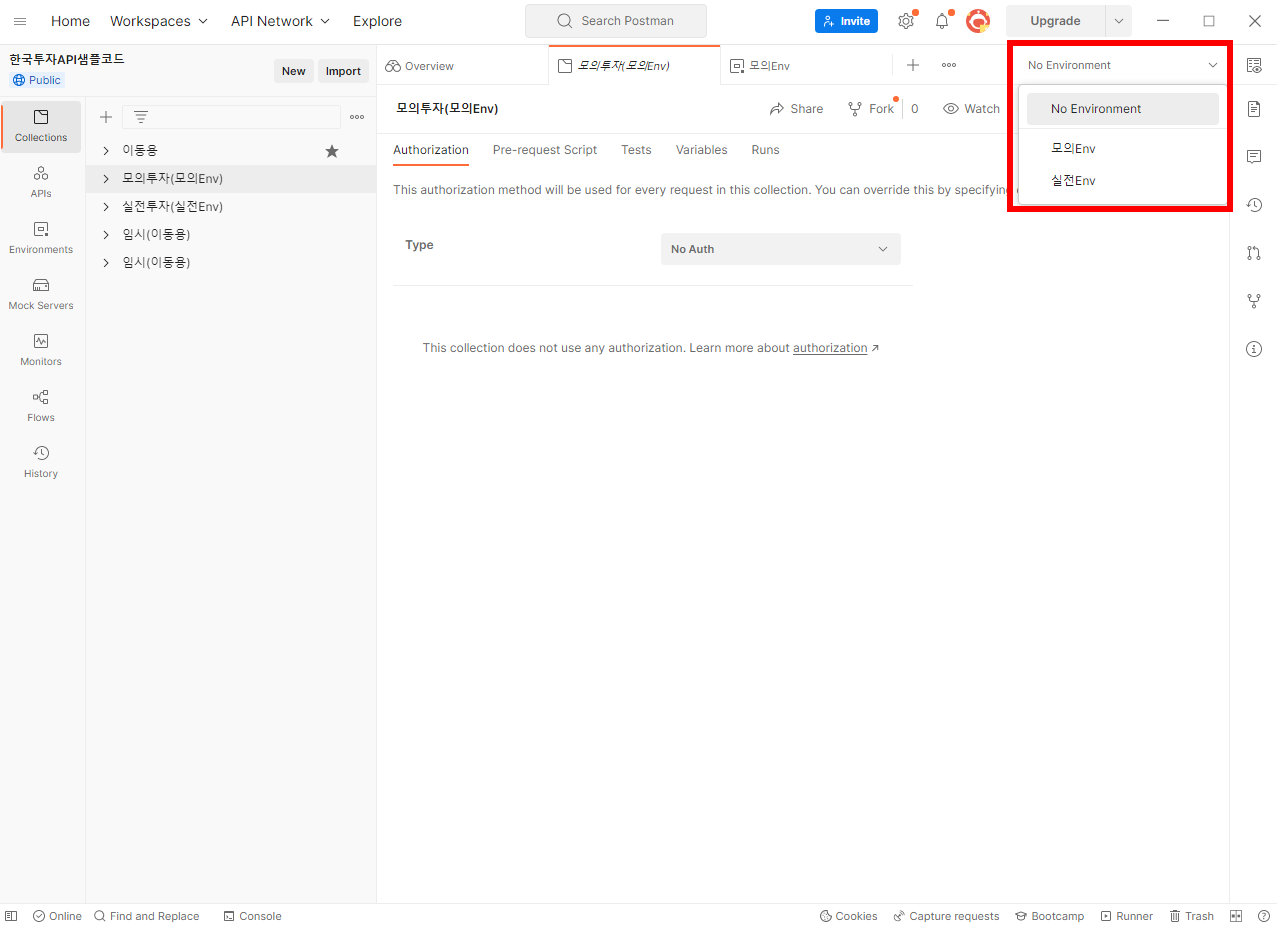 Home Workspaces API Network Explore Search Postman Invite Upgrade
한국투자API샘플코드
Public
New Import
Overview 모의투자(모의Env) 모의Env
No Environment
No Environment
모의Env
실전Env
Collections
APIs
Environments
Mock Servers
Monitors
Flows
History
이동용
모의투자(모의Env)
실전투자(실전Env)
임시(이동용)
임시(이동용)
모의투자(모의Env) Share Fork 0 Watch
Authorization Pre-request Script Tests Variables Runs
This authorization method will be used for every request in this collection. You can override this by specifying
Type No Auth
This collection does not use any authorization. Learn more about authorization
Online Find and Replace Console Cookies Capture requests Bootcamp Runner Trash